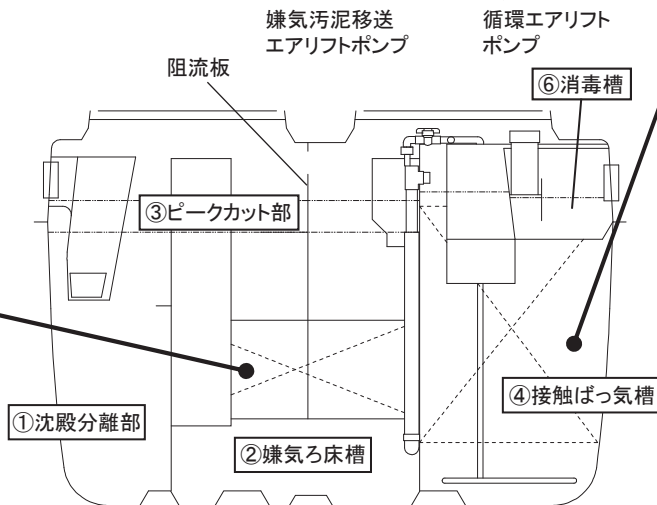 嫌気汚泥移送
エアリフトポンプ
循環エアリフト
ポンプ
阻流板
⑥消毒槽
③ピークカット部
①沈殿分離部
②嫌気ろ床槽
④接触ばっ気槽